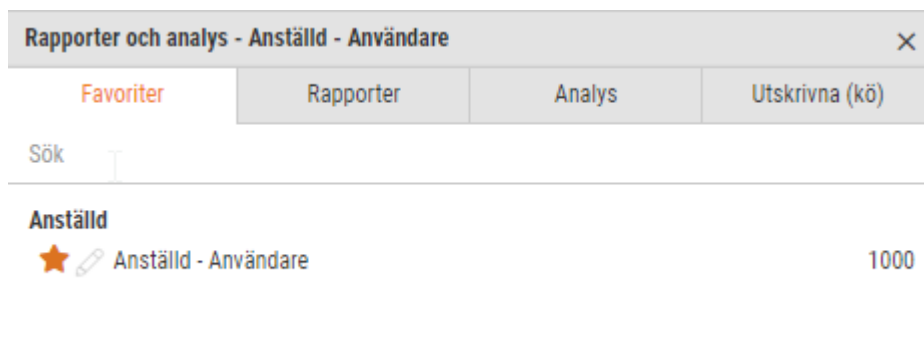 Rapporter och analys - Anställd - Användare
Favoriter Rapporter Analys Utskrivna (kö)
Sök
Anställd
Anställd - Användare 1000